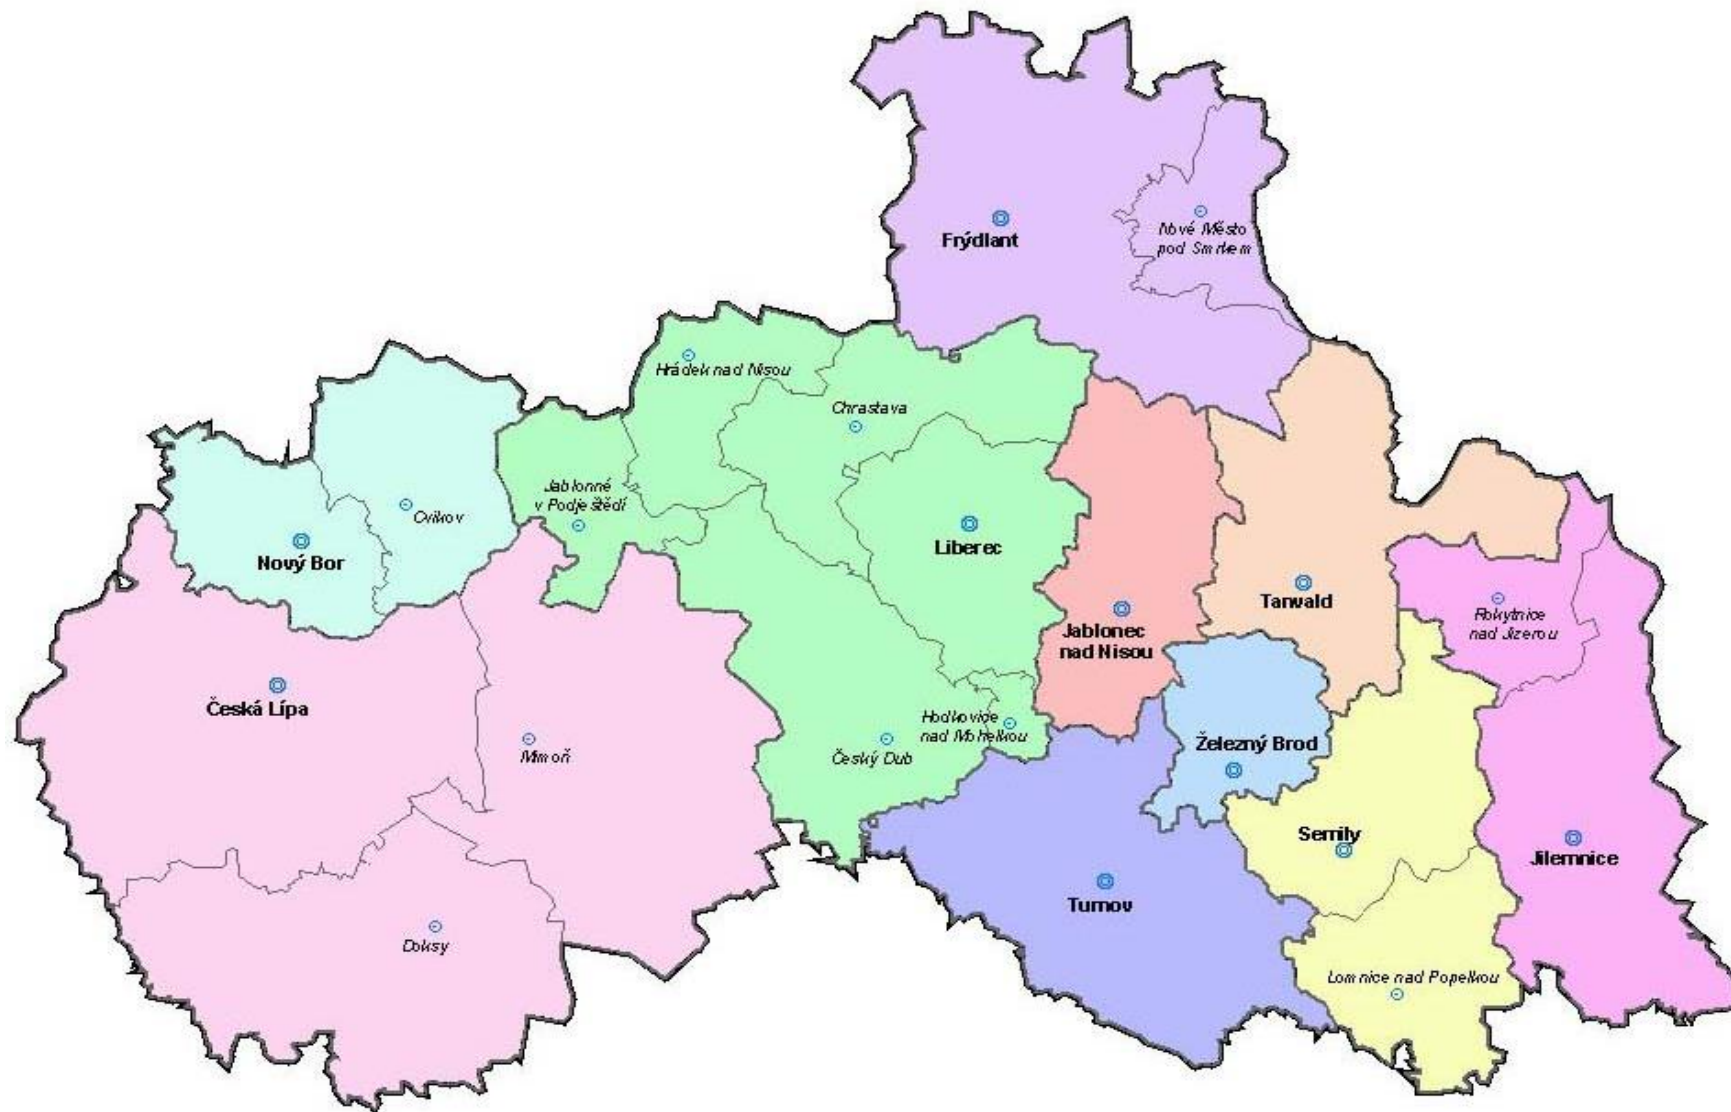 Frýdlant
Nové Město
pod Smrkem
Hrádek nad Nisou
Chrastava
Jablonné
v Podještědí
Cvikov
Nový Bor
Liberec
Tanvald
Rokytnice
nad Jizerou
Jablonec
nad Nisou
Česká Lípa
Hodkovice
nad Mohelkou
Český Dub
Mimoň
Železný Brod
Semily
Jilemnice
Turnov
Doksy
Lomnice nad Popelkou